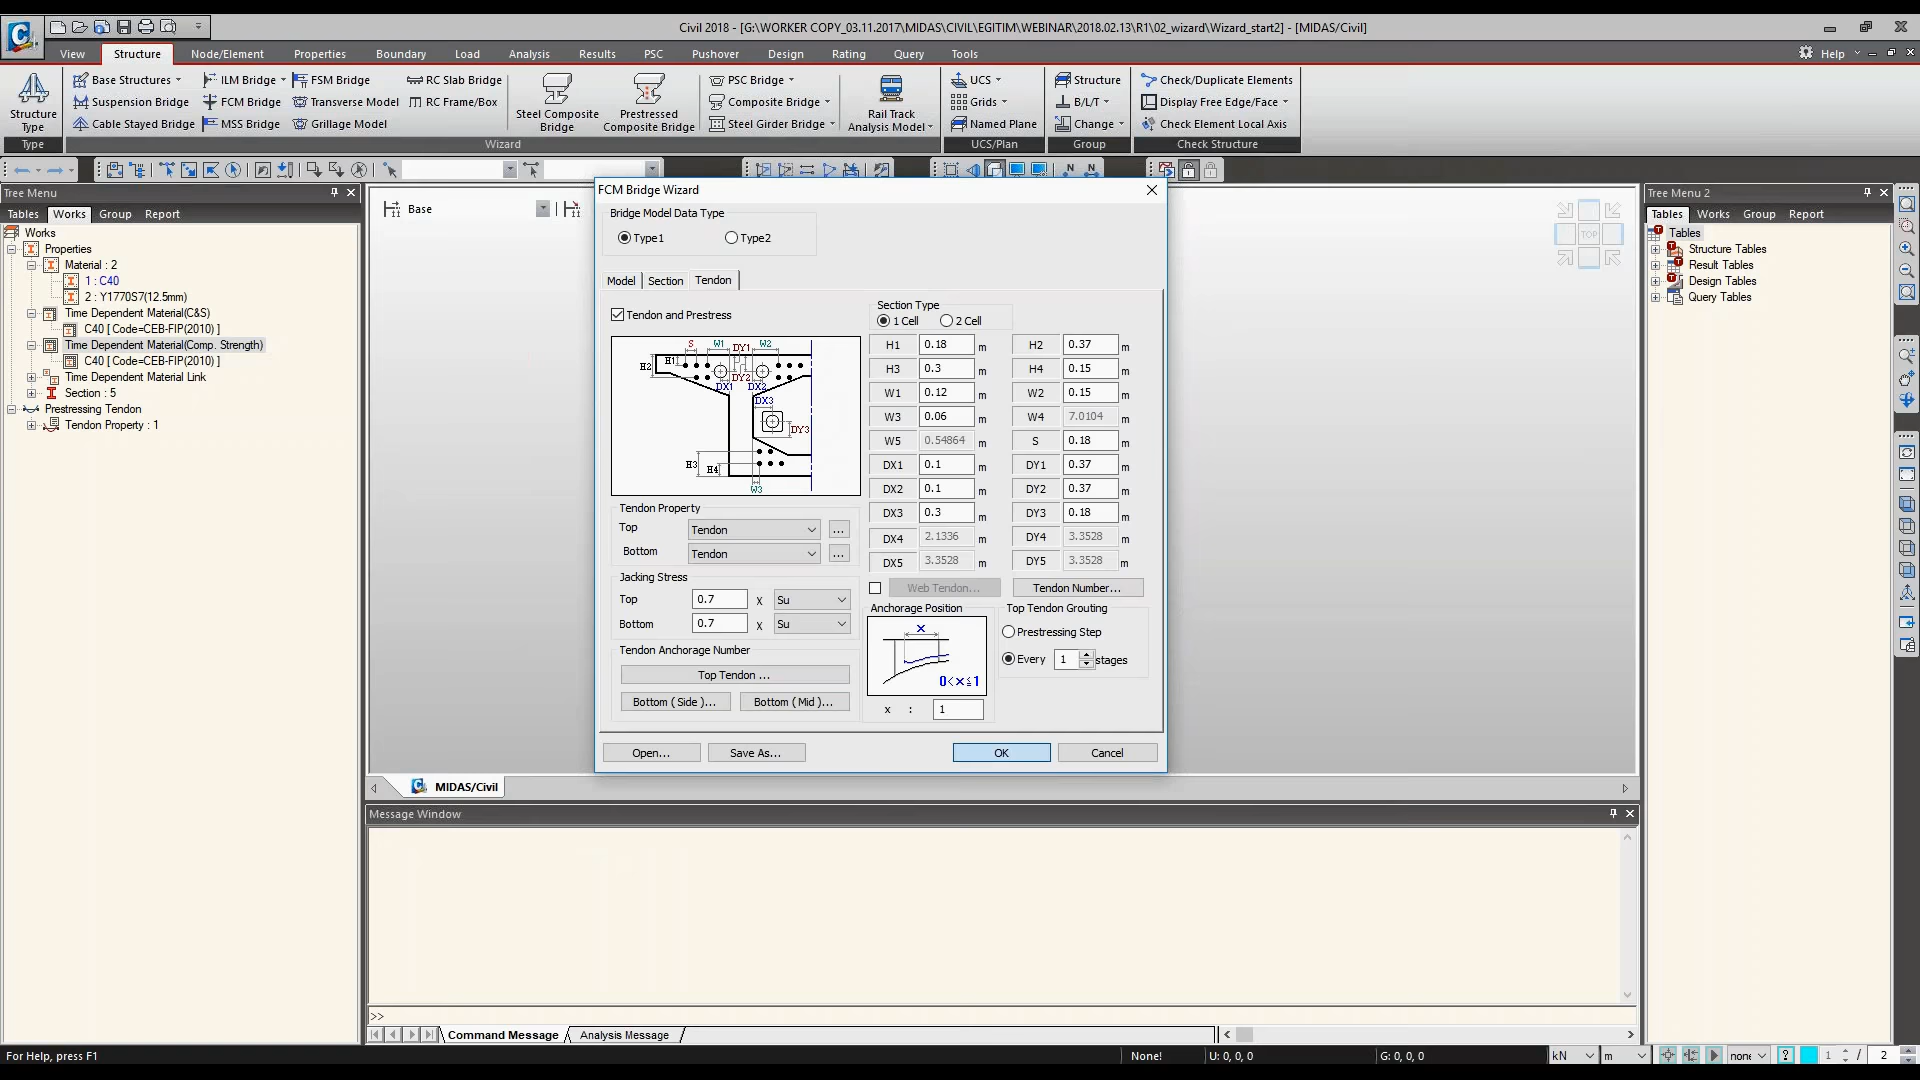 Civil 2018 - [G:\WORKER COPY_03.11.2017\MIDAS\CIVIL\EGITIM\WEBINAR\2018.02.13\R1\02_wizard\Wizard_start2] - [MIDAS/Civil]
View Structure Node/Element Properties Boundary Load Analysis Results PSC Pushover Design Rating Query Tools Help
Base Structures ILM Bridge FSM Bridge RC Slab Bridge PSC Bridge UCS Structure Check/Duplicate Elements
Suspension Bridge FCM Bridge Transverse Model RC Frame/Box Composite Bridge Grids B/L/T Display Free Edge/Face
Structure Type Steel Composite Bridge Prestressed Composite Bridge Rail Track Analysis Model
Cable Stayed Bridge MSS Bridge Grillage Model Steel Girder Bridge Named Plane Change Check Element Local Axis
Type Wizard UCS/Plan Group Check Structure
Tree Menu
Tables Works Group Report
Works
Properties
Material : 2
1 : C40
2 : Y1770S7(12.5mm)
Time Dependent Material(C&S)
C40 [ Code=CEB-FIP(2010) ]
Time Dependent Material(Comp. Strength)
C40 [ Code=CEB-FIP(2010) ]
Time Dependent Material Link
Section : 5
Prestressing Tendon
Tendon Property : 1
Base
TOP
FCM Bridge Wizard
Bridge Model Data Type
Type1 Type2
Model Section Tendon
Tendon and Prestress
S W1 DY1 W2
H1
H2
DY2
DX1 DX2
DX3
DY3
H3 H4
W3
Section Type
1 Cell 2 Cell
H1 0.18 m H2 0.37 m
H3 0.3 m H4 0.15 m
W1 0.12 m W2 0.15 m
W3 0.06 m W4 7.0104 m
W5 0.54864 m S 0.18 m
DX1 0.1 m DY1 0.37 m
DX2 0.1 m DY2 0.37 m
DX3 0.3 m DY3 0.18 m
DX4 2.1336 m DY4 3.3528 m
DX5 3.3528 m DY5 3.3528 m
Web Tendon... Tendon Number...
Tendon Property
Top Tendon ...
Bottom Tendon ...
Jacking Stress
Top 0.7 x Su
Bottom 0.7 x Su
Tendon Anchorage Number
Top Tendon ...
Bottom ( Side )... Bottom ( Mid )...
Anchorage Position
x
0<x≤1
x : 1
Top Tendon Grouting
Prestressing Step
Every 1 stages
Open... Save As... OK Cancel
MIDAS/Civil
Message Window
>>
Command Message Analysis Message
Tree Menu 2
Tables Works Group Report
Tables
Structure Tables
Result Tables
Design Tables
Query Tables
For Help, press F1 None! U: 0, 0, 0 G: 0, 0, 0 kN m none ? 1 / 2